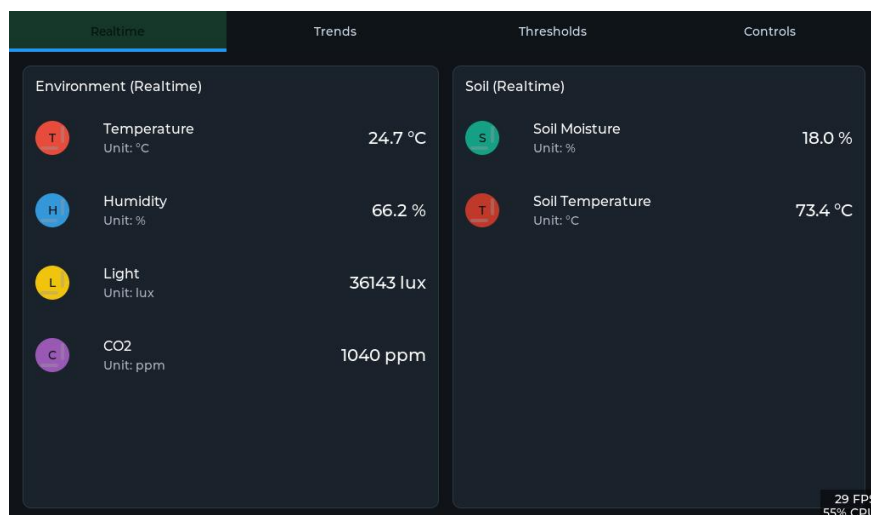 Realtime
Trends
Thresholds
Controls
Environment (Realtime)
T
Temperature
Unit: °C
24.7 °C
H
Humidity
Unit: %
66.2 %
L
Light
Unit: lux
36143 lux
C
CO2
Unit: ppm
1040 ppm
Soil (Realtime)
S
Soil Moisture
Unit: %
18.0 %
T
Soil Temperature
Unit: °C
73.4 °C
29 FPS
55% CPU